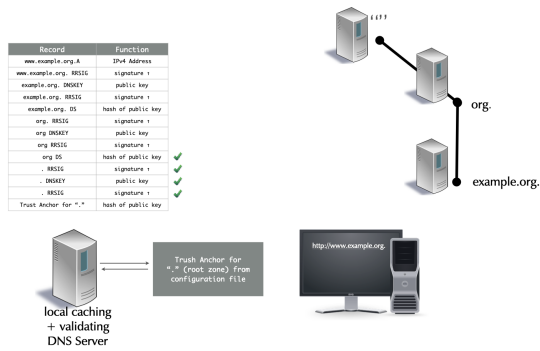 Record Function
www.example.org.A IPv4 Address
www.example.org. RRSIG signature ↑
example.org. DNSKEY public key
example.org. RRSIG signature ↑
example.org. DS hash of public key
org. RRSIG signature ↑
org DNSKEY public key
org RRSIG signature ↑
org DS hash of public key
. RRSIG signature ↑
. DNSKEY public key
. RRSIG signature ↑
Trust Anchor for "." hash of public key
“.”
org.
example.org.
Trush Anchor for
"." (root zone) from
configuration file
http://www.example.org.
local caching
+ validating
DNS Server